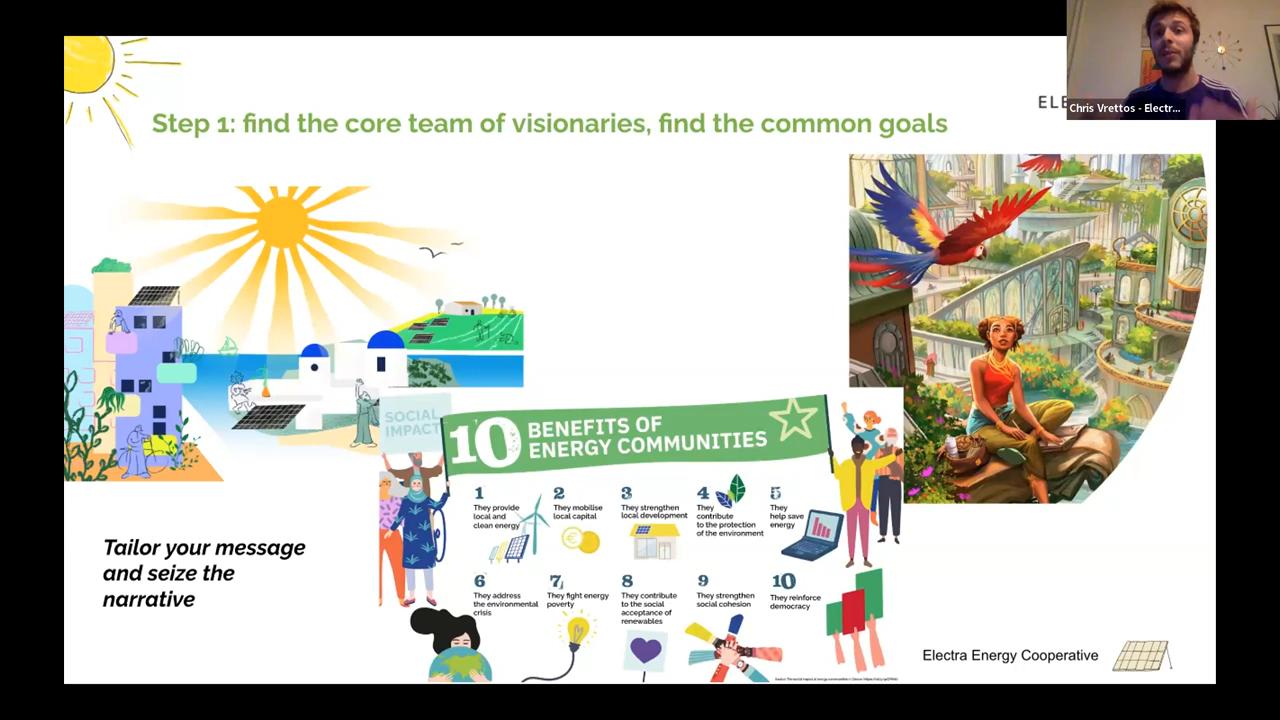 ELE
Chris Vrettos - Electr...
Step 1: find the core team of visionaries, find the common goals
SOCIAL
IMPACT
10 BENEFITS OF
ENERGY COMMUNITIES
1
They provide
local and
clean energy
2
They mobilise
local capital
3
They strengthen
local development
4
They
contribute
to the protection
of the environment
5
They
help save
energy
6
They address
the environmental
crisis
7
They fight energy
poverty
8
They contribute
to the social
acceptance of
renewables
9
They strengthen
social cohesion
10
They reinforce
democracy
Tailor your message
and seize the
narrative
Electra Energy Cooperative